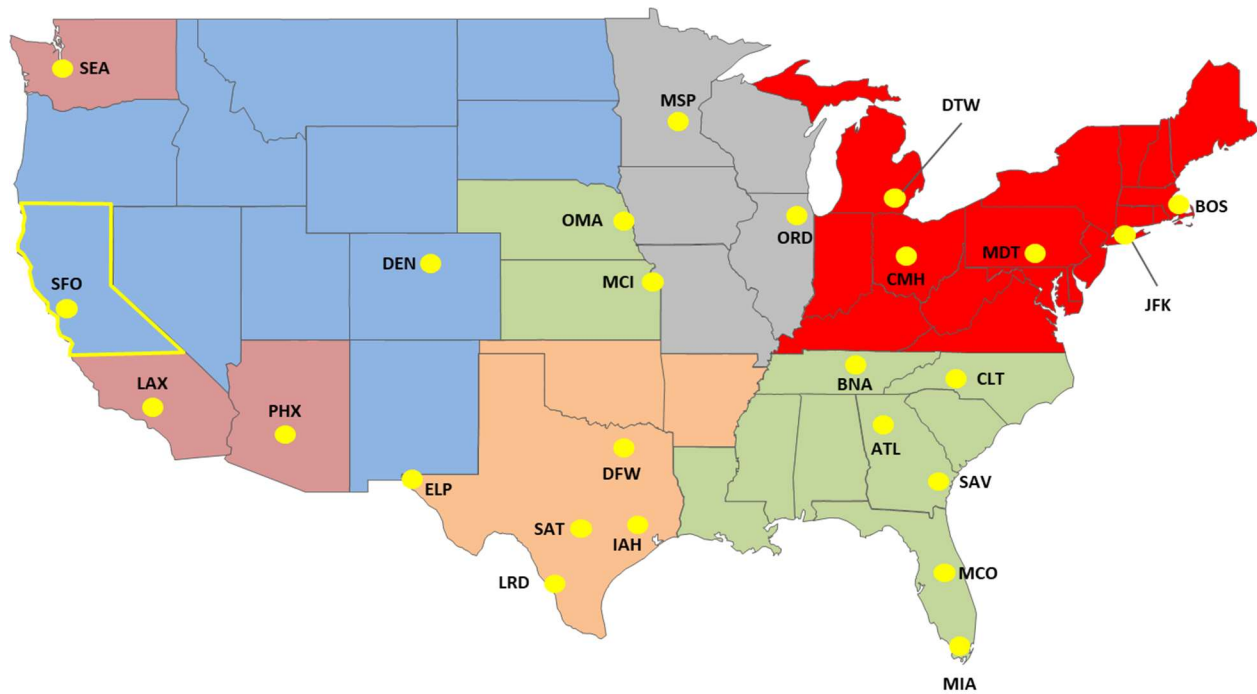 SEA
MSP
DTW
BOS
OMA
ORD
DEN
CMH
MDT
MCI
SFO
JFK
BNA
CLT
LAX
PHX
ATL
DFW
ELP
SAV
SAT
IAH
LRD
MCO
MIA